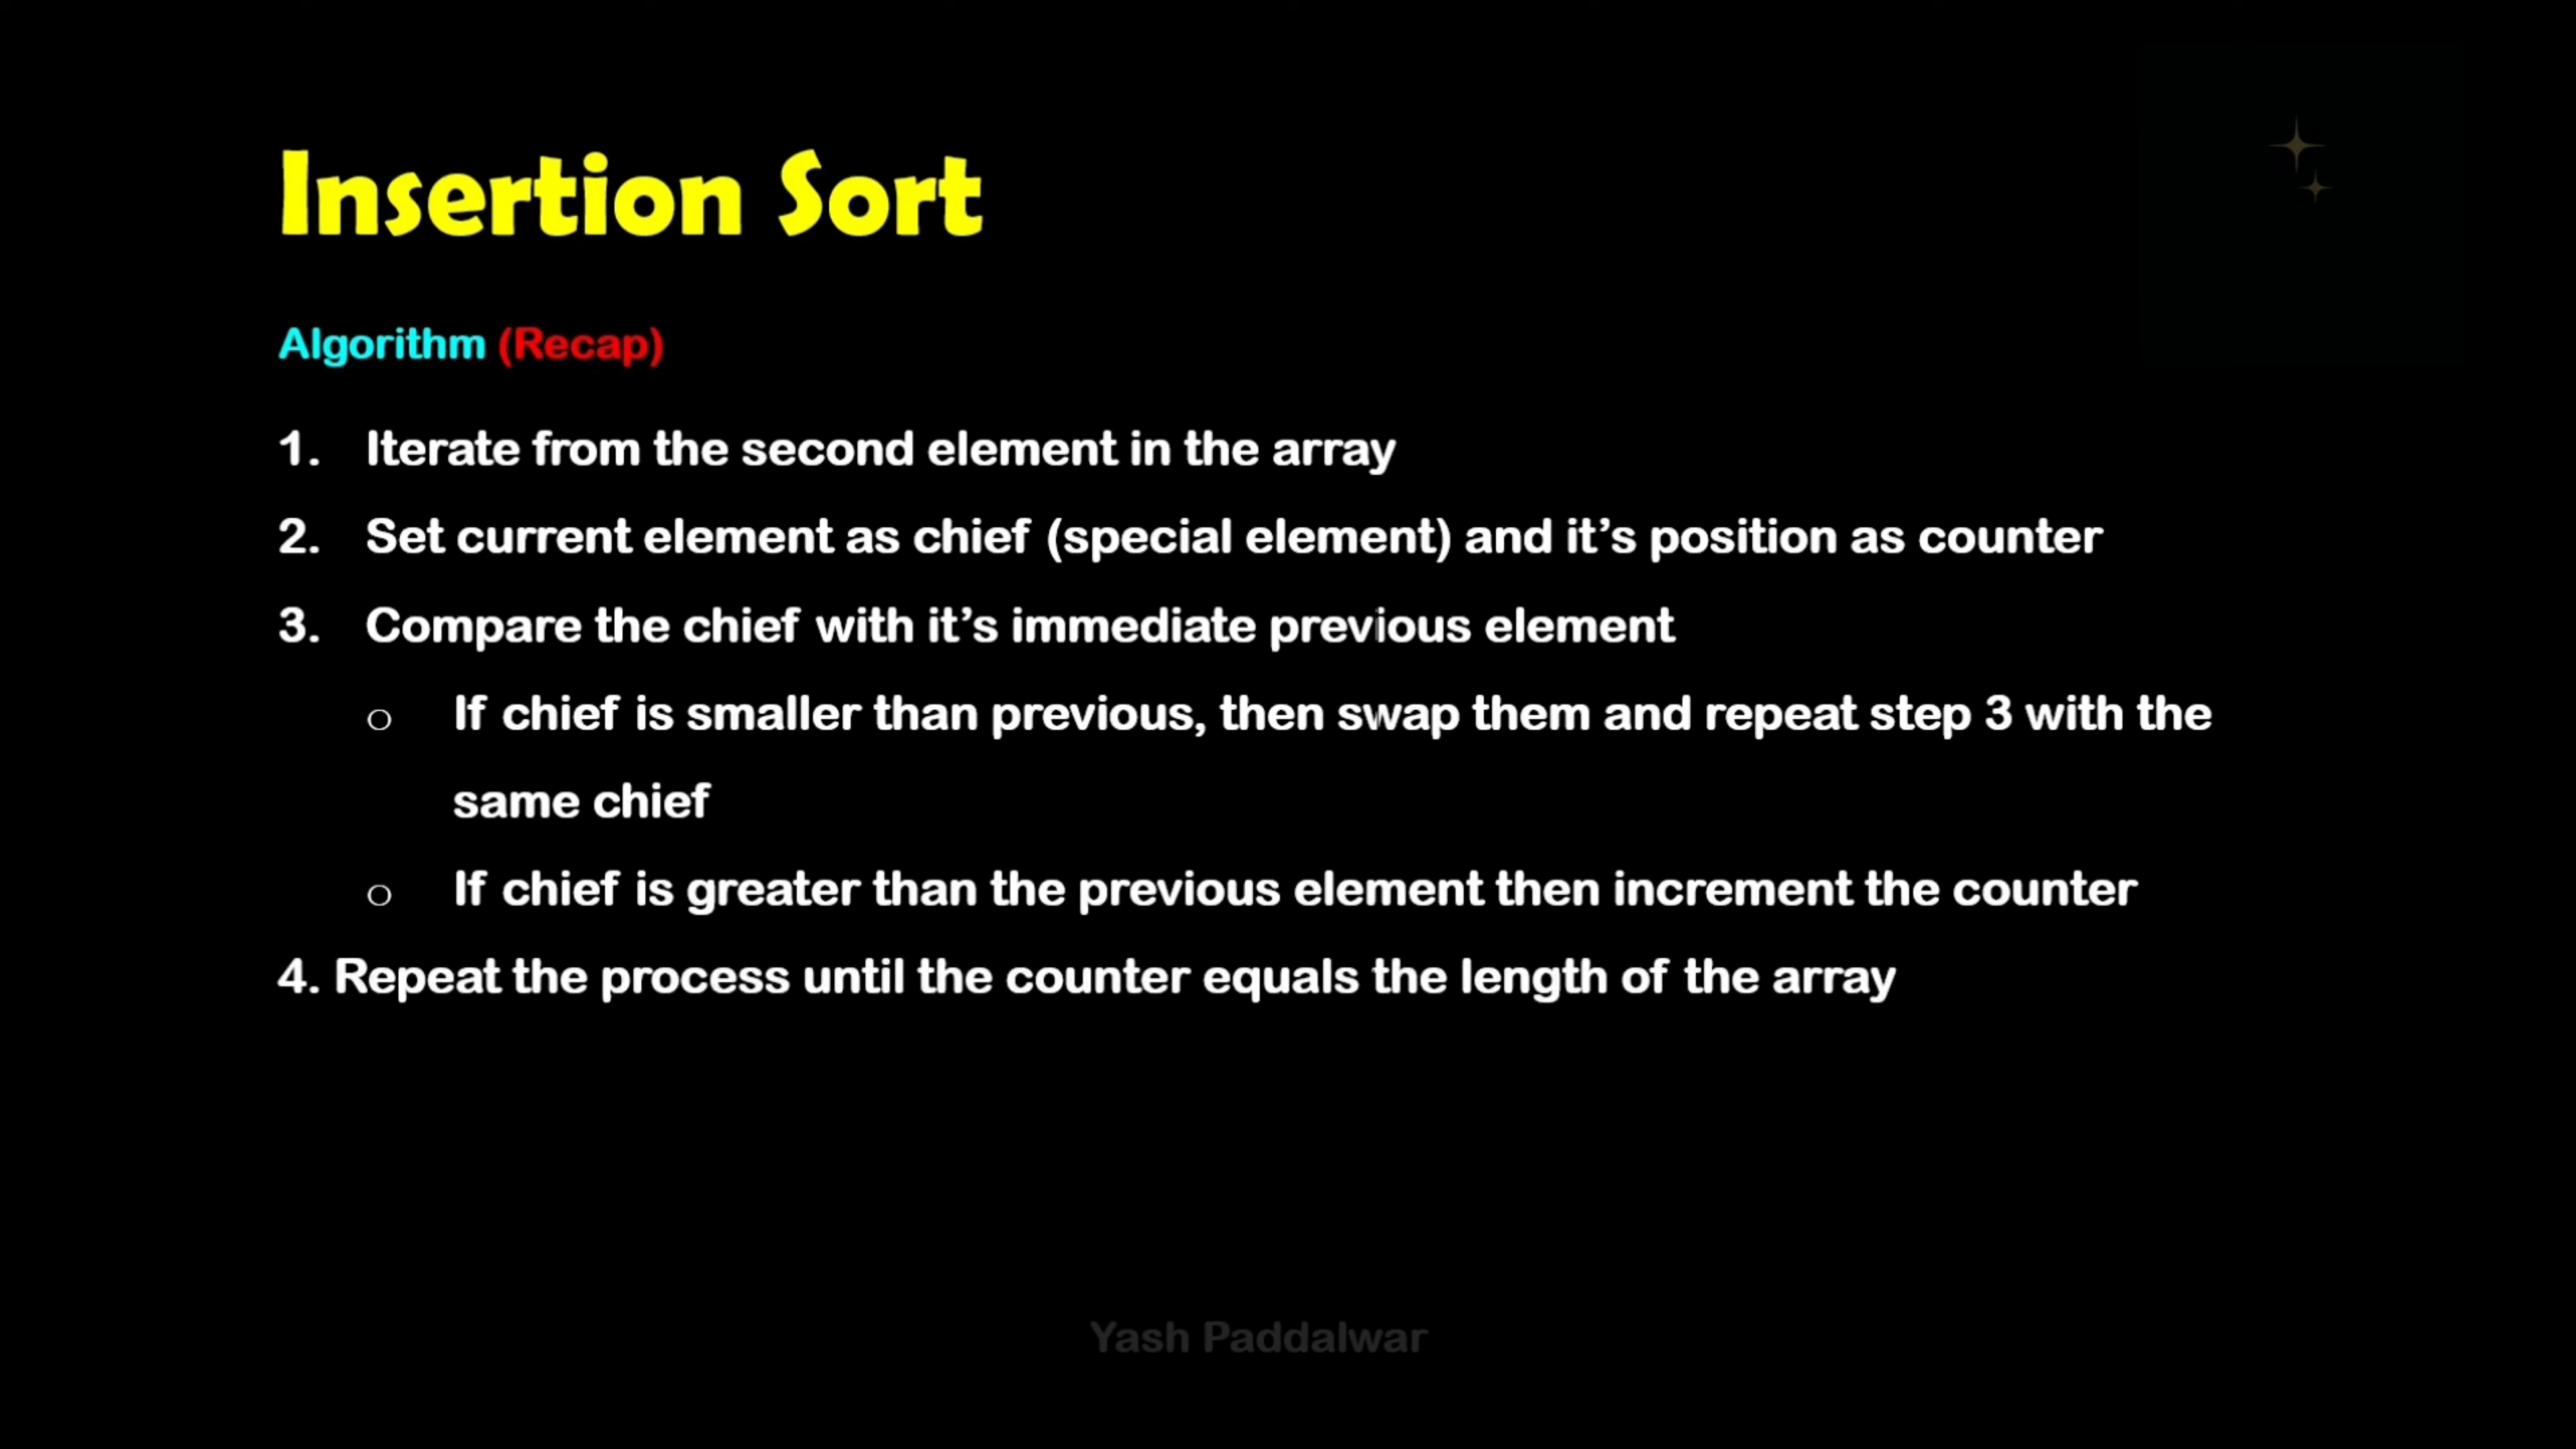 Insertion Sort
Algorithm (Recap)
1. Iterate from the second element in the array
2. Set current element as chief (special element) and it’s position as counter
3. Compare the chief with it’s immediate previous element
o If chief is smaller than previous, then swap them and repeat step 3 with the
same chief
o If chief is greater than the previous element then increment the counter
4. Repeat the process until the counter equals the length of the array
Yash Paddalwar